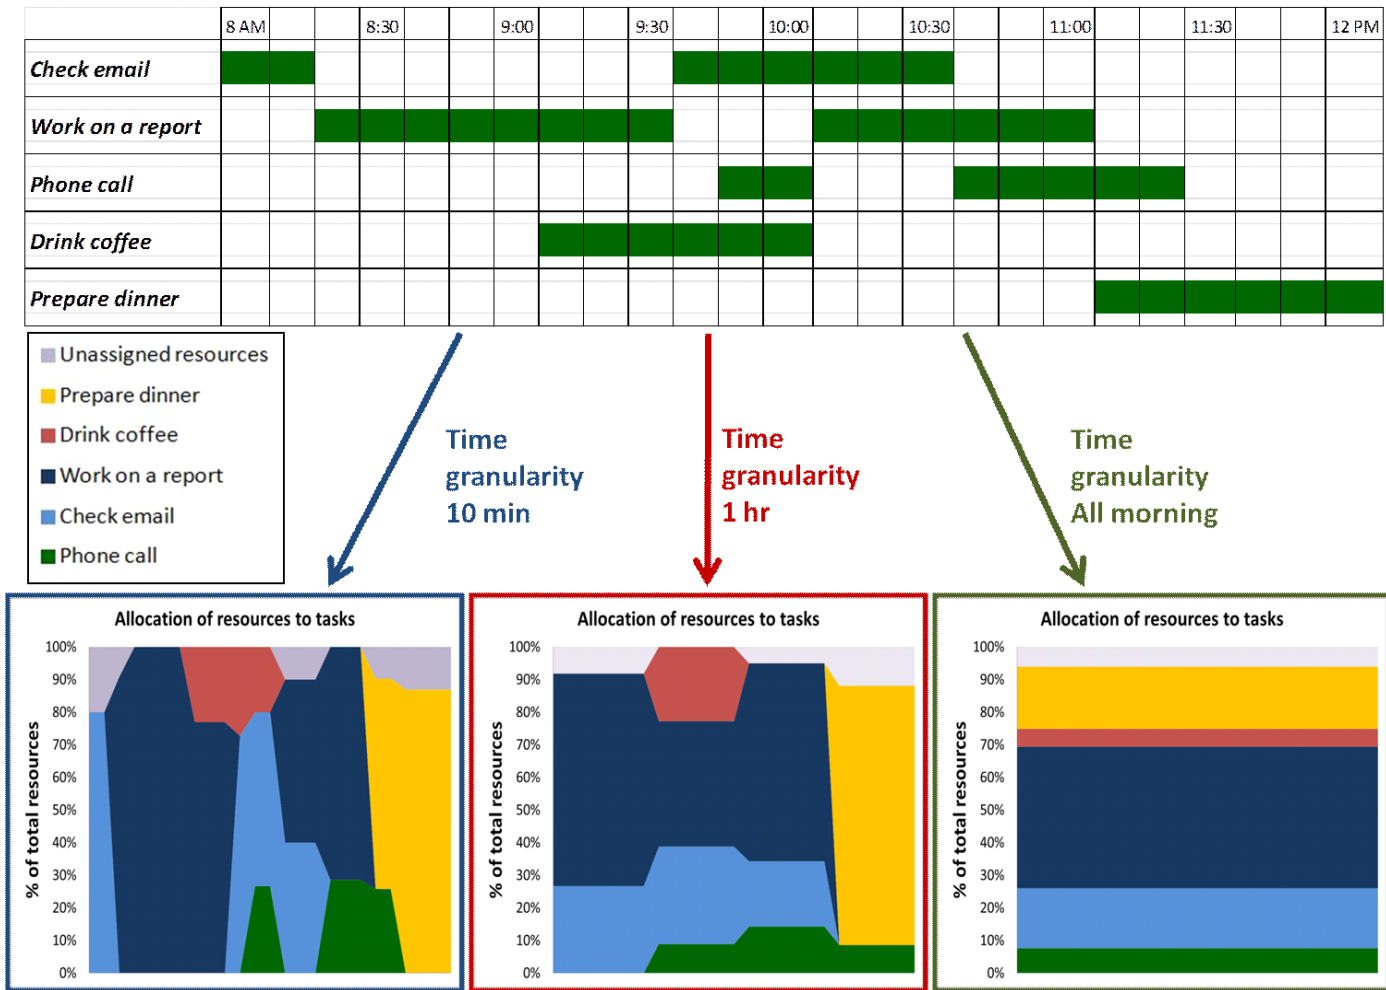 8 AM 8:30 9:00 9:30 10:00 10:30 11:00 11:30 12 PM
Check email
Work on a report
Phone call
Drink coffee
Prepare dinner
Unassigned resources
Prepare dinner
Drink coffee
Work on a report
Check email
Phone call
Time
granularity
10 min
Time
granularity
1 hr
Time
granularity
All morning
Allocation of resources to tasks
% of total resources
100%
90%
80%
70%
60%
50%
40%
30%
20%
10%
0%
Allocation of resources to tasks
% of total resources
100%
90%
80%
70%
60%
50%
40%
30%
20%
10%
0%
Allocation of resources to tasks
% of total resources
100%
90%
80%
70%
60%
50%
40%
30%
20%
10%
0%